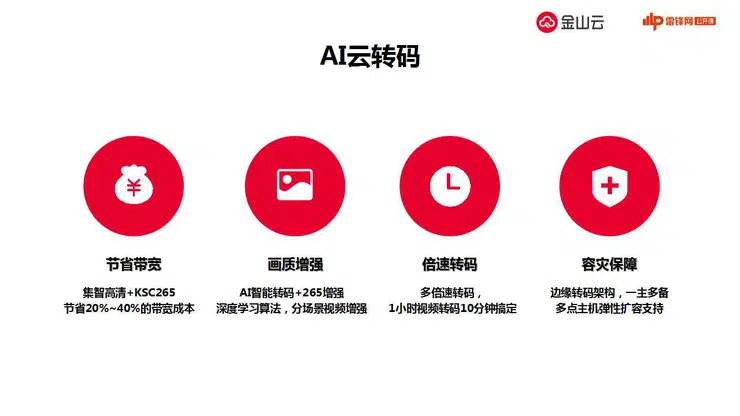 金山云
雷锋网 公开课
AI云转码
¥
节省带宽
集智高清+KSC265
节省20%~40%的带宽成本
画质增强
AI智能转码+265增强
深度学习算法，分场景视频增强
倍速转码
多倍速转码，
1小时视频转码10分钟搞定
容灾保障
边缘转码架构，一主多备
多点主机弹性扩容支持